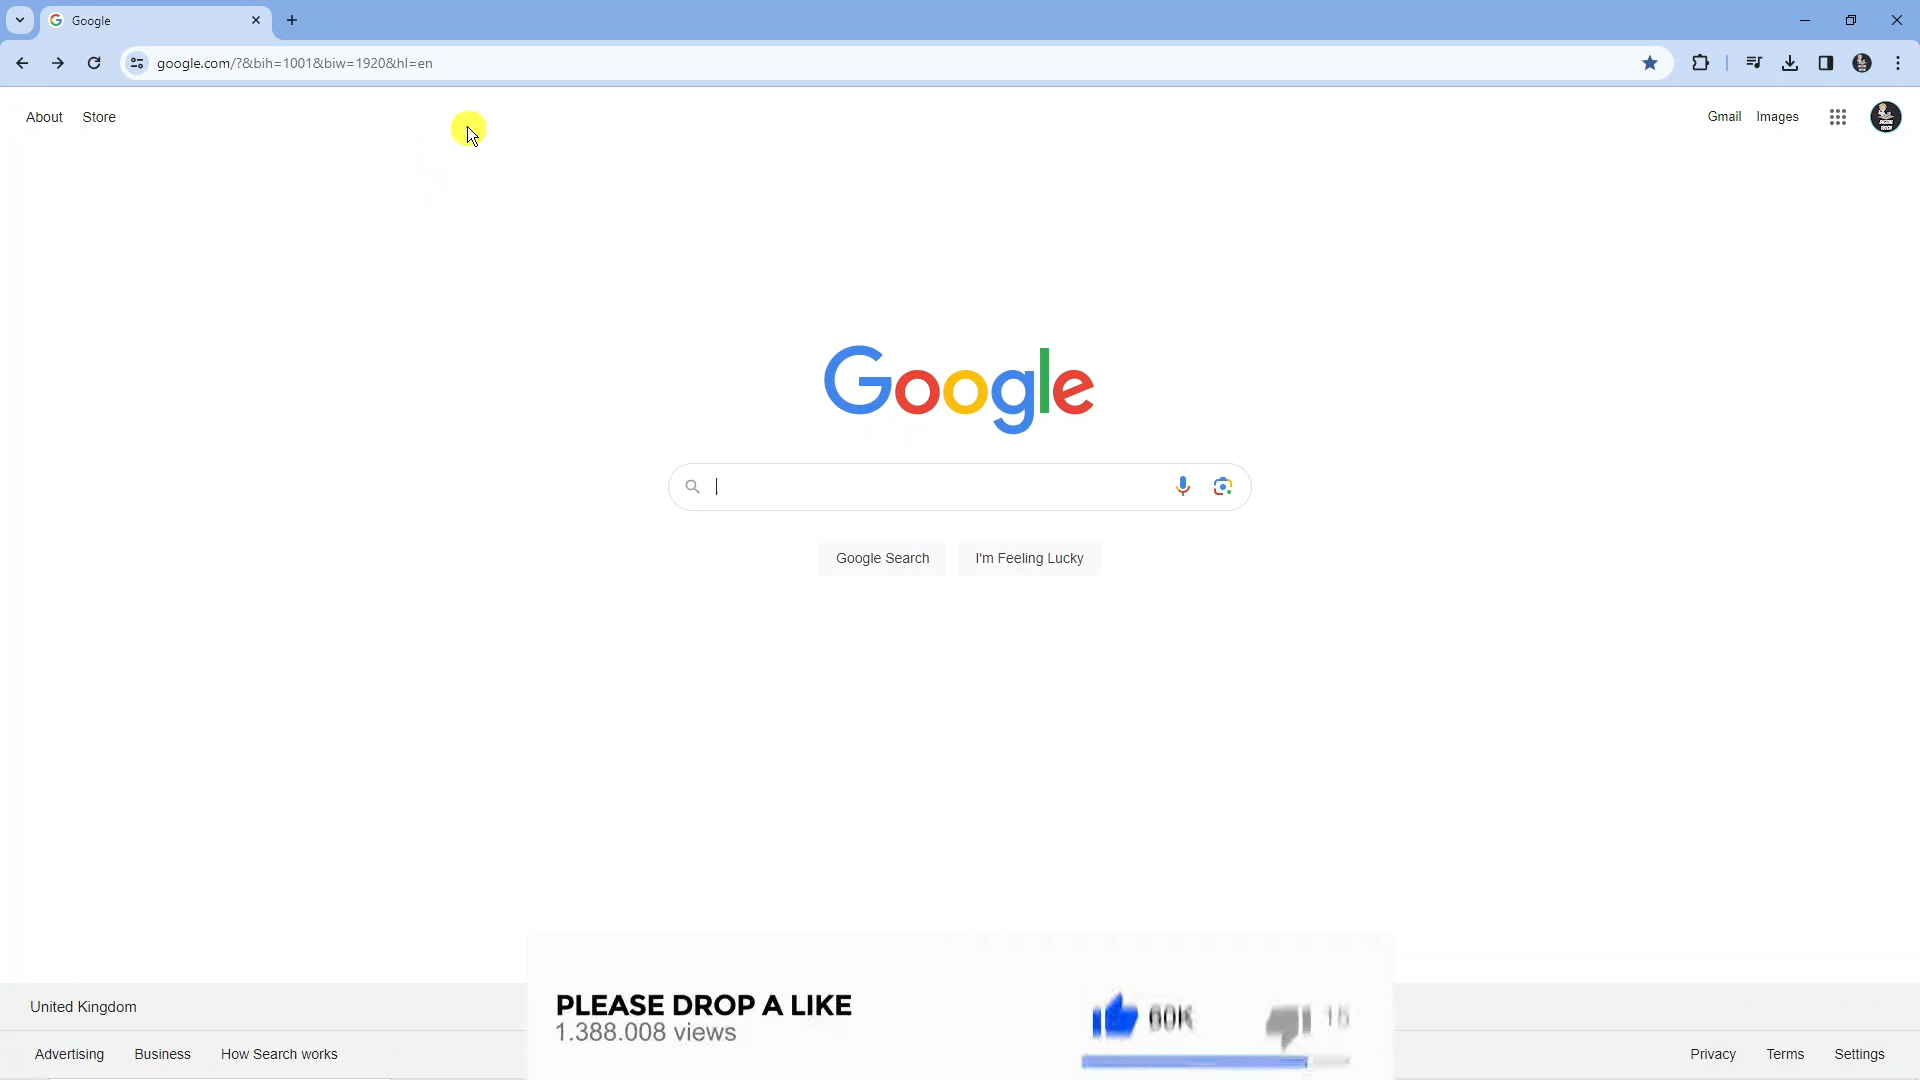 Google
google.com/?&bih=1001&biw=1920&hl=en
About Store
Gmail Images
Google
Google Search I'm Feeling Lucky
United Kingdom
PLEASE DROP A LIKE
1.388.008 views
60K
Advertising Business How Search works
Privacy Terms Settings